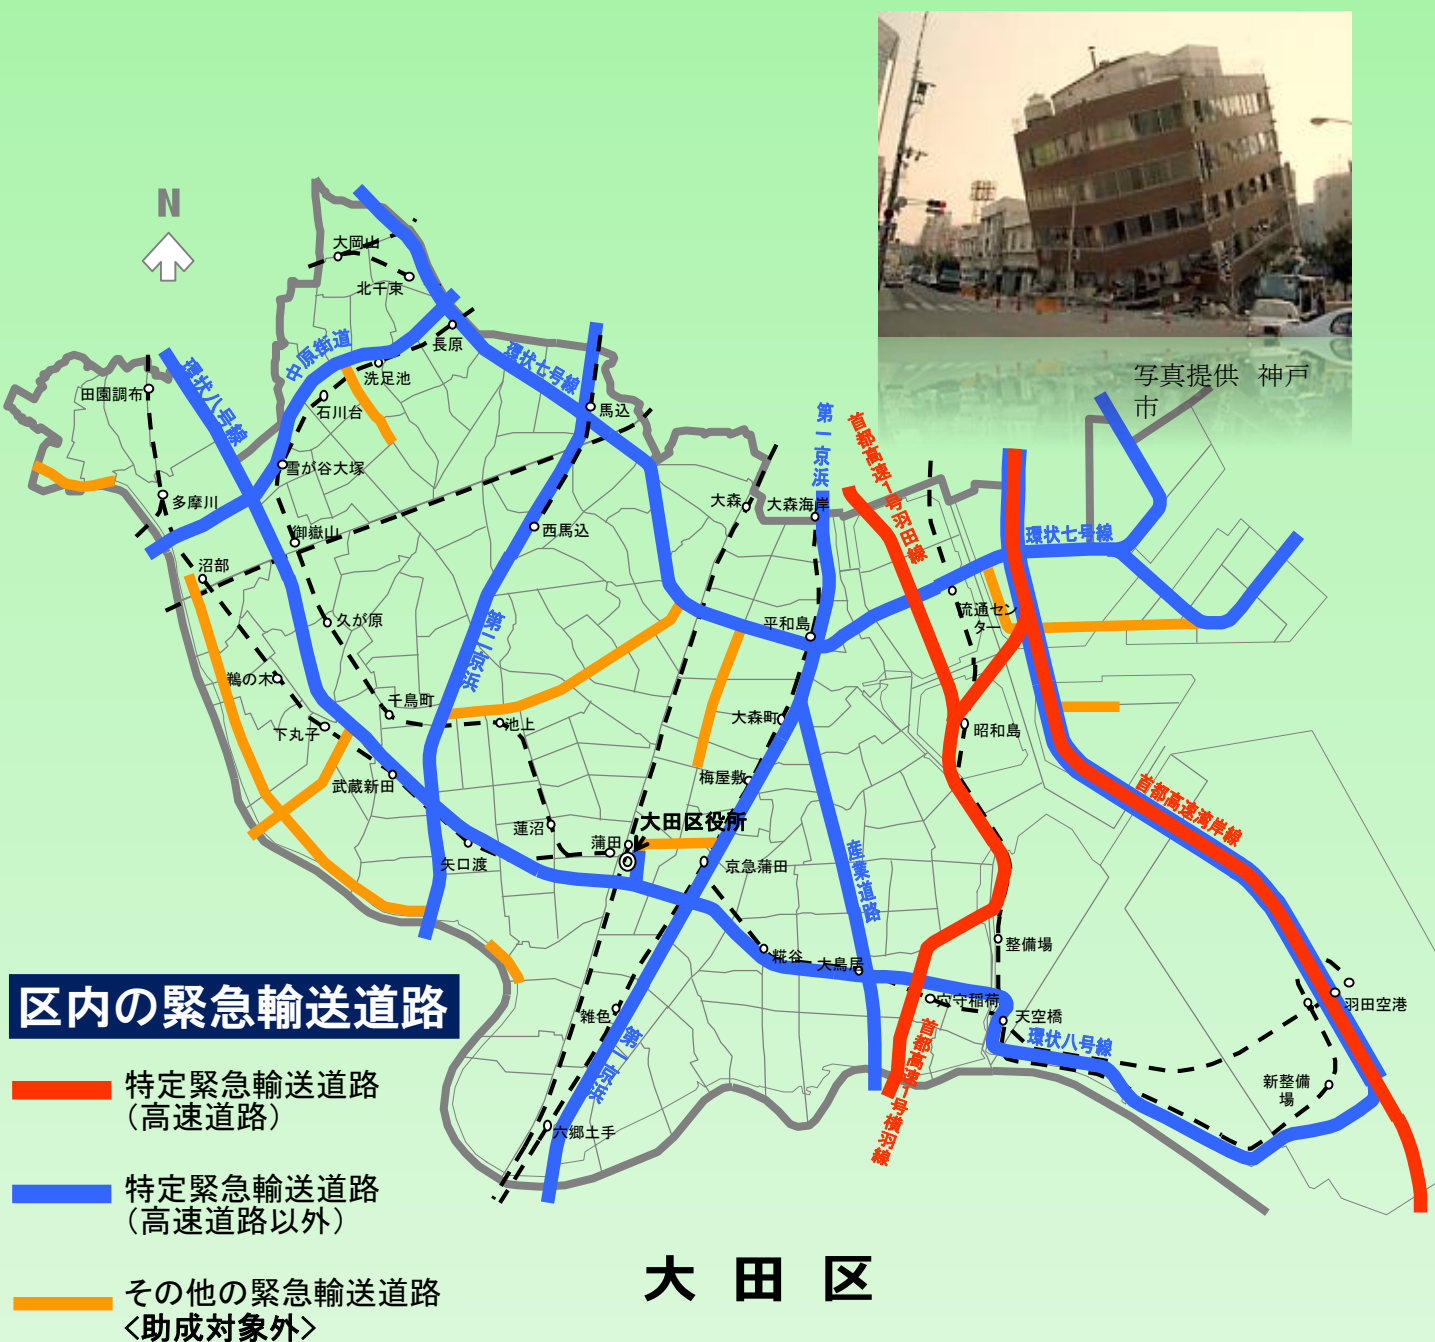 写真提供　神戸
市
N
大岡山
北千束
長原
中原街道
洗足池
石川台
環状八号線
田園調布
環状七号線
馬込
第一京浜
首都高速1号羽田線
雪が谷大塚
多摩川
御嶽山
西馬込
大森
大森海岸
環状七号線
沼部
久が原
第二京浜
平和島
流通セン
ター
鵜の木
千鳥町
池上
下丸子
大森町
昭和島
武蔵新田
梅屋敷
首都高速湾岸線
蓮沼
蒲田
大田区役所
矢口渡
京急蒲田
産業道路
糀谷
大鳥居
整備場
穴守稲荷
天空橋
羽田空港
雑色
第一京浜
首都高速1号横羽線
環状八号線
新整備
場
六郷土手
区内の緊急輸送道路
特定緊急輸送道路
（高速道路）
特定緊急輸送道路
（高速道路以外）
その他の緊急輸送道路
<助成対象外>
大 田 区